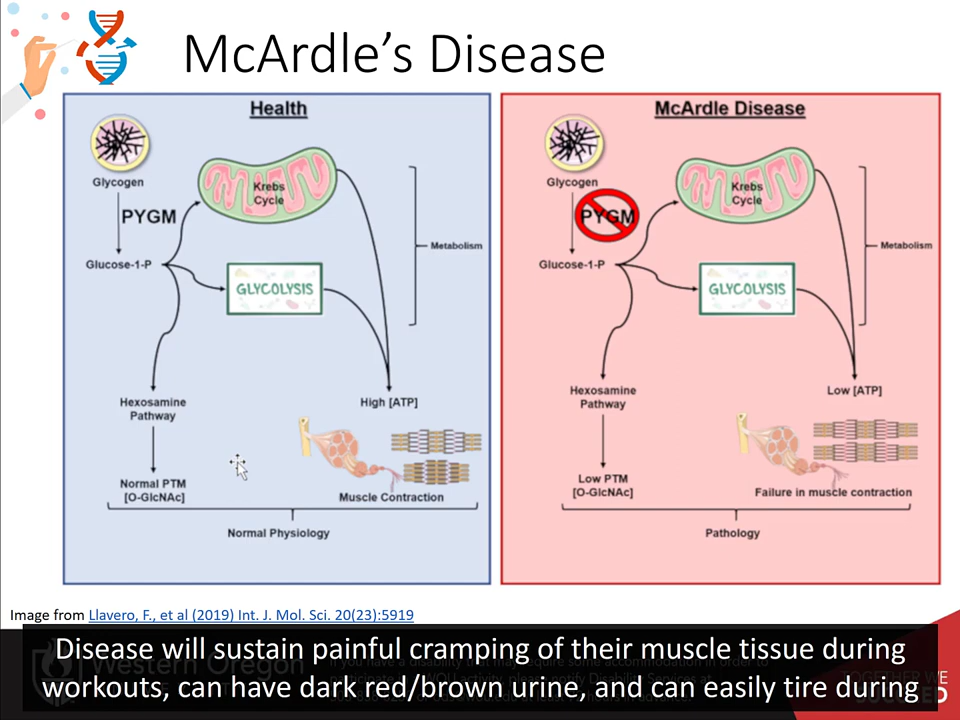 McArdle's Disease
Health
Glycogen
PYGM
Glucose-1-P
Krebs
Cycle
GLYCOLYSIS
Metabolism
Hexosamine
Pathway
High [ATP]
Normal PTM
[O-GlcNAc]
Muscle Contraction
Normal Physiology
McArdle Disease
Glycogen
PYGM
Glucose-1-P
Krebs
Cycle
GLYCOLYSIS
Metabolism
Hexosamine
Pathway
Low [ATP]
Low PTM
[O-GlcNAc]
Failure in muscle contraction
Pathology
Image from Llavero, F., et al (2019) Int. J. Mol. Sci. 20(23):5919
Disease will sustain painful cramping of their muscle tissue during
workouts, can have dark red/brown urine, and can easily tire during
Western Oregon